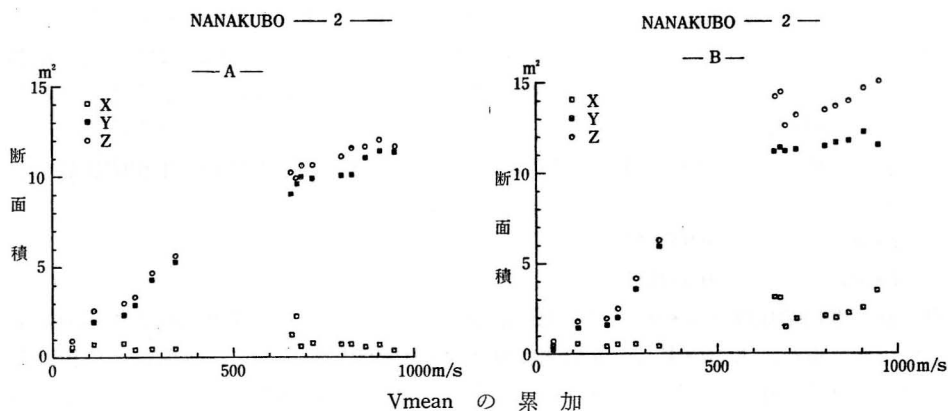 NANAKUBO — 2 —
— A —
m²
15
10
5
0
断面積
□ X
■ Y
○ Z
0
500
1000m/s
NANAKUBO — 2 —
— B —
m²
15
10
5
0
断面積
□ X
■ Y
○ Z
0
500
1000m/s
Vmean の 累 加